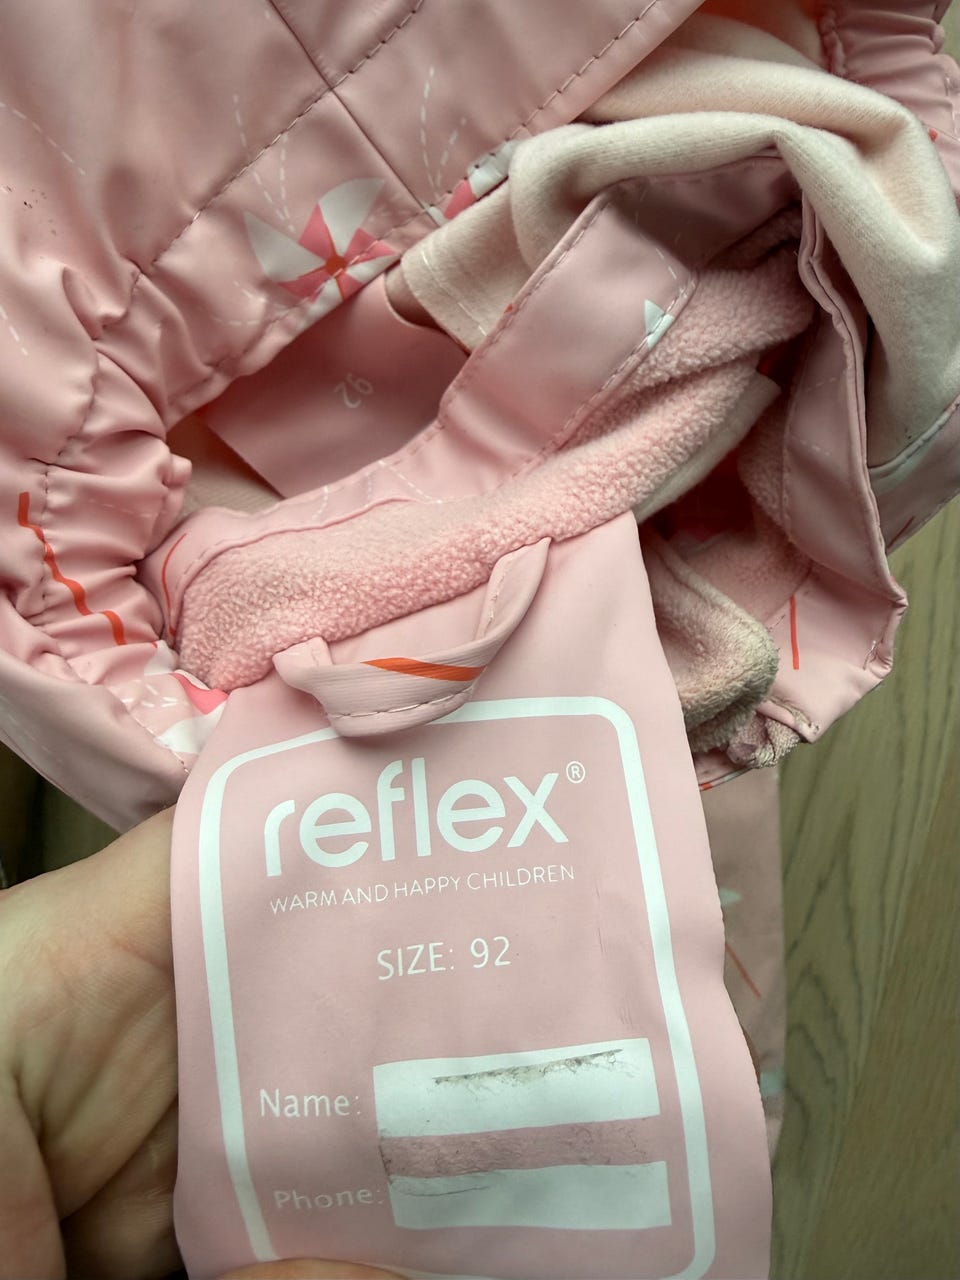 92
reflex®
WARM AND HAPPY CHILDREN
SIZE: 92
Name:
Phone: